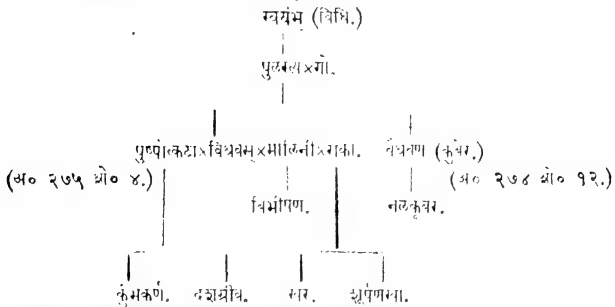 स्वयंभू (विधि.)
पुलस्त्य×गो.
पुष्पोत्कटा×विश्रवस्×मालिनी×राका. वैश्रवण (कुबेर.)
(अ० २७५ श्लो० ४.) (अ० २७४ श्लो० १२.)
बिभीषण. नलकूबर.
कुंभकर्ण. दशग्रीव. खर. शूर्पणखा.